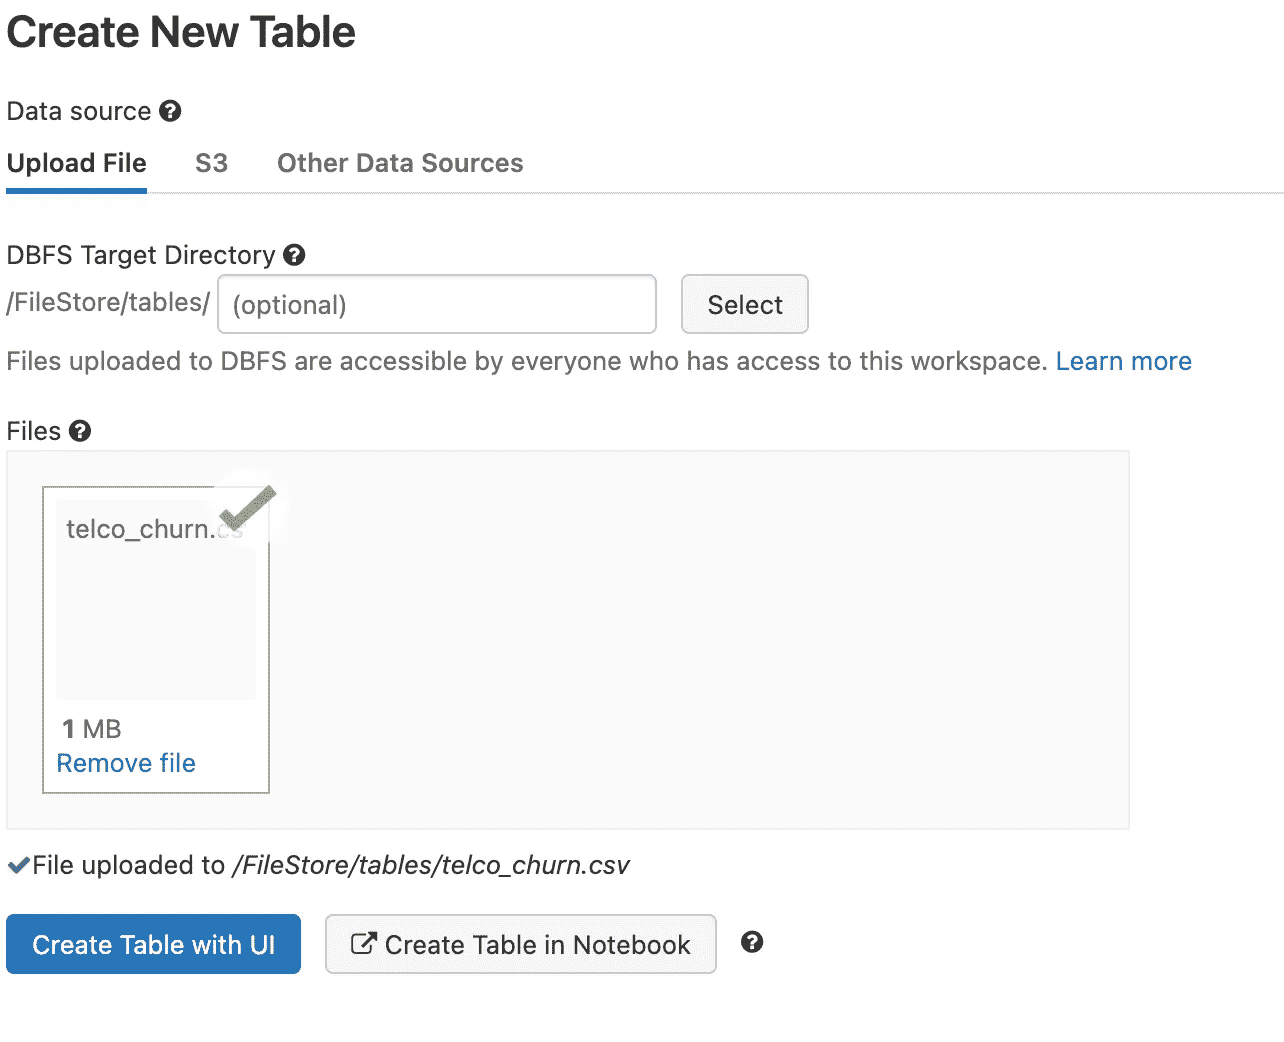 Create New Table
Data source ?
Upload File S3 Other Data Sources
DBFS Target Directory ?
/FileStore/tables/ (optional) Select
Files uploaded to DBFS are accessible by everyone who has access to this workspace. Learn more
Files ?
telco_churn.cs
1 MB
Remove file
File uploaded to /FileStore/tables/telco_churn.csv
Create Table with UI Create Table in Notebook ?